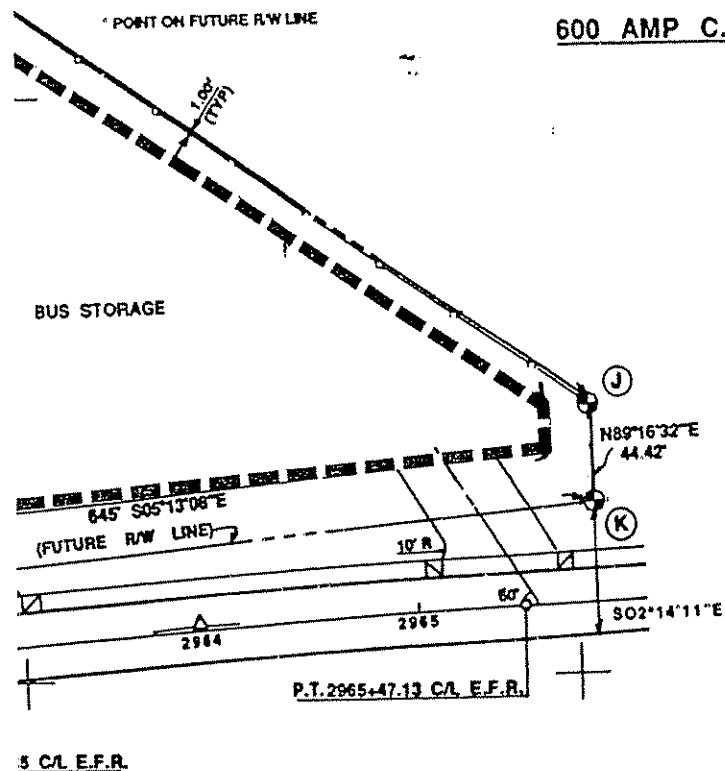 POINT ON FUTURE R/W LINE
600 AMP C.
1.00'
(TYP)
BUS STORAGE
J
N89°16'32"E
44.42'
645' S05°13'08"E
(FUTURE R/W LINE)
K
10' R
60'
2964
2965
S02°14'11"E
P.T. 2965+47.13 C/L E.F.R.
5 C/L E.F.R.